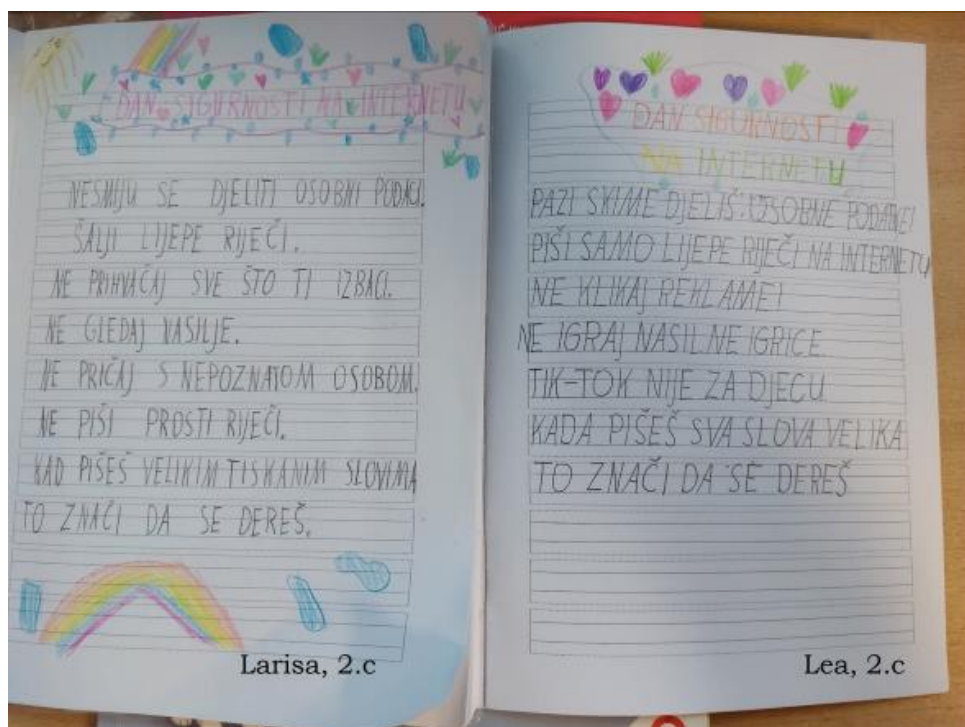 DAN SIGURNOSTI NA INTERNETU
NESMIJU SE DJELITI OSOBNI PODACI.
ŠALJI LIJEPE RIJEČI.
NE PRIHVAČAJ SVE ŠTO TI IZBACI.
NE GLEDAJ NASILJE.
NE PRIČAJ S NEPOZNATOM OSOBOM.
NE PIŠI PROSTI RIJEČI.
KAD PIŠEŠ VELIKIM TISKANIM SLOVIMA
TO ZNAČI DA SE DEREŠ.
Larisa, 2.c
DAN SIGURNOSTI
NA INTERNETU
PAZI SKIME DJELIŠ OSOBNE PODATKE!
PIŠI SAMO LIJEPE RIJEČI NA INTERNETU
NE KLIKAJ REKLAME!
NE IGRAJ NASILNE IGRICE
TIK-TOK NIJE ZA DJECU
KADA PIŠEŠ SVA SLOVA VELIKA
TO ZNAČI DA SE DEREŠ
Lea, 2.c